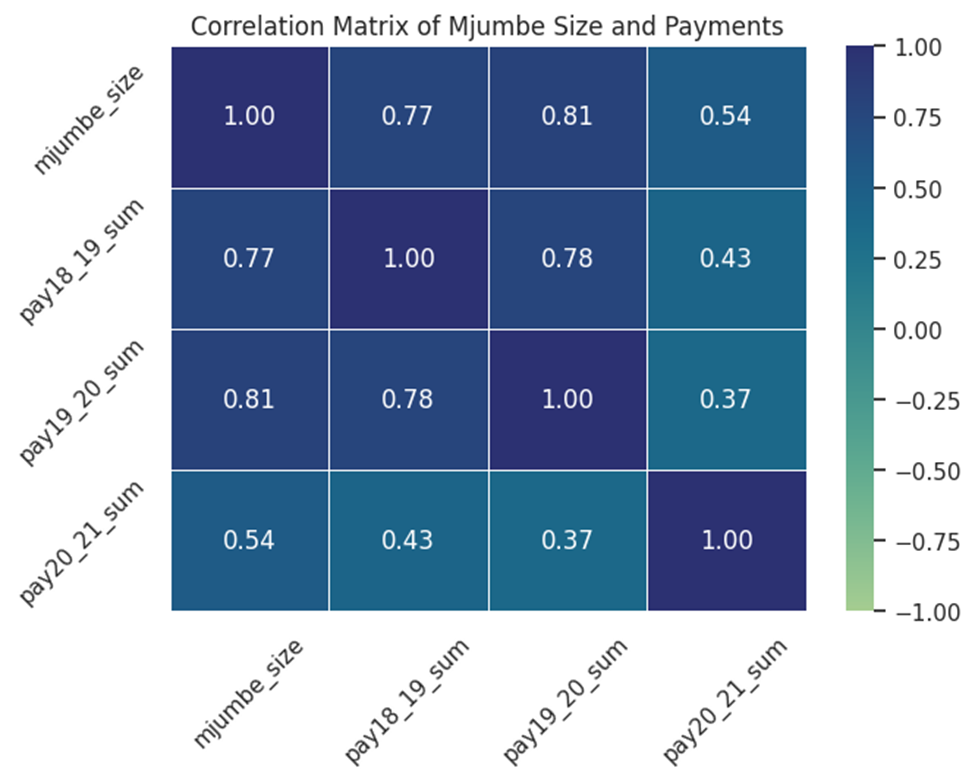 Correlation Matrix of Mjumbe Size and Payments
mjumbe_size 1.00 0.77 0.81 0.54
pay18_19_sum 0.77 1.00 0.78 0.43
pay19_20_sum 0.81 0.78 1.00 0.37
pay20_21_sum 0.54 0.43 0.37 1.00
mjumbe_size pay18_19_sum pay19_20_sum pay20_21_sum
1.00
0.75
0.50
0.25
0.00
−0.25
−0.50
−0.75
−1.00